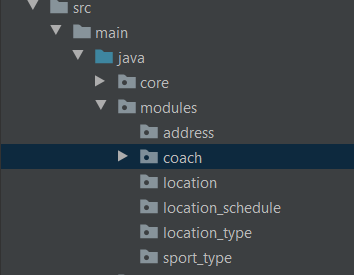 src
main
java
core
modules
address
coach
location
location_schedule
location_type
sport_type